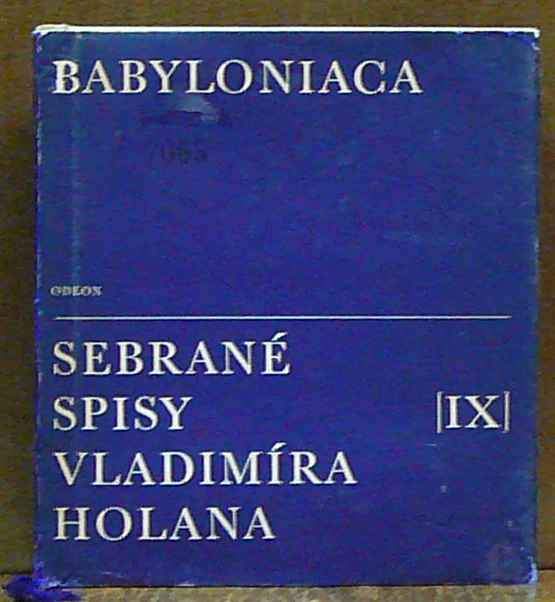 BABYLONIACA
ODEON
SEBRANÉ
SPISY [IX]
VLADIMÍRA
HOLANA